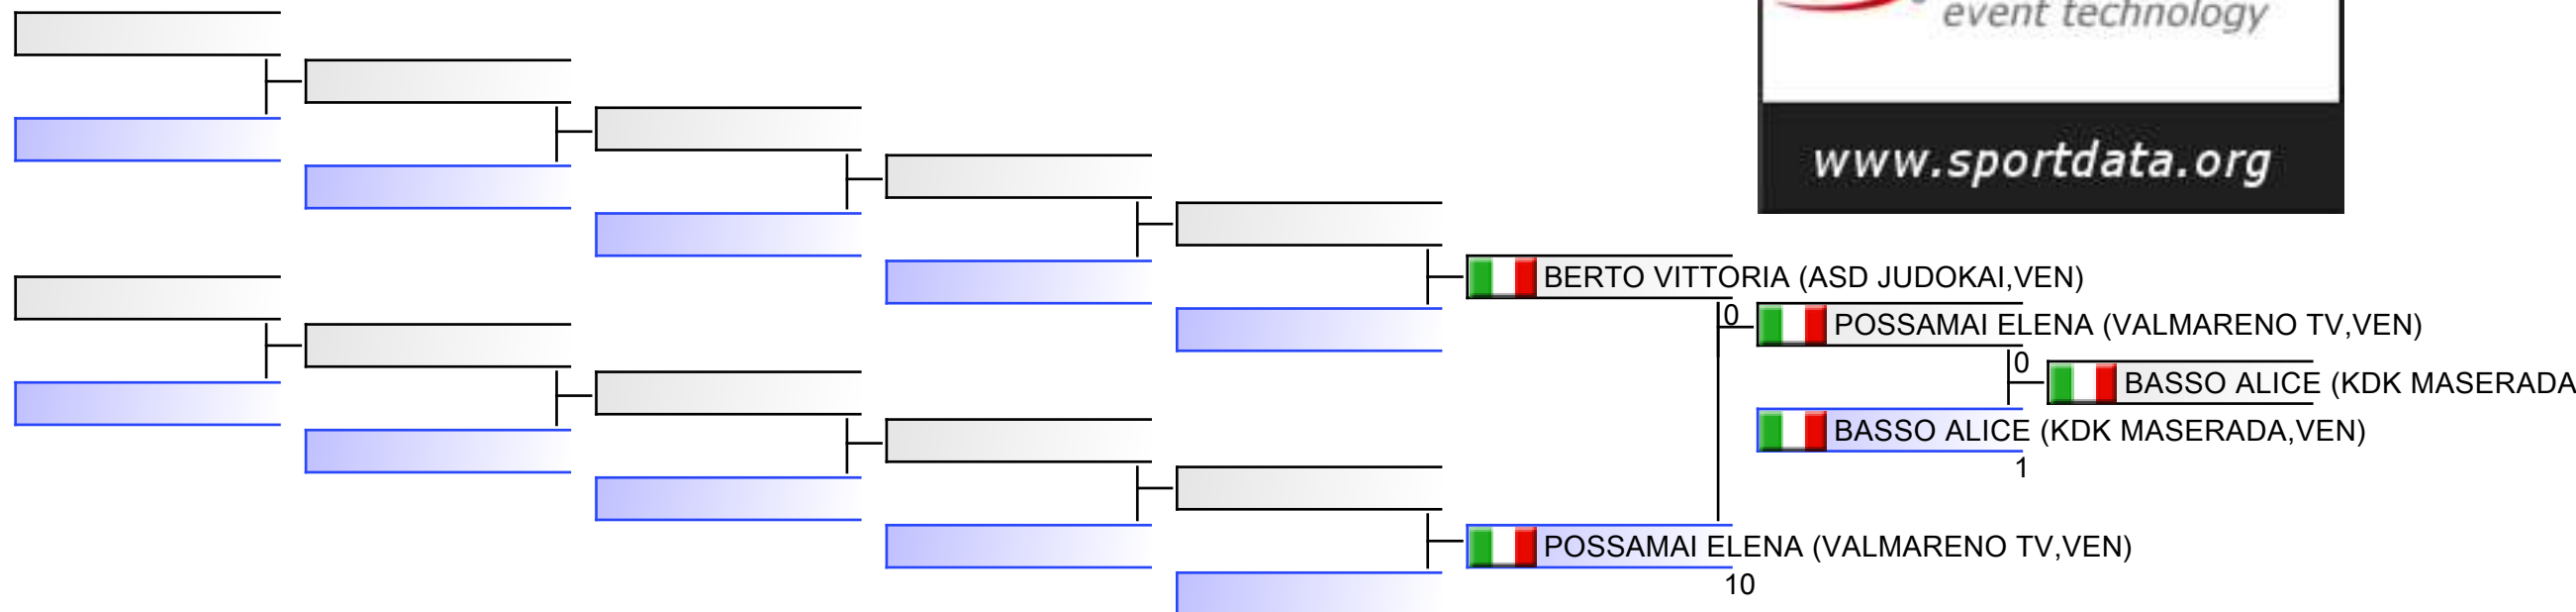 event technology
www.sportdata.org
BERTO VITTORIA (ASD JUDOKAI,VEN)
0
POSSAMAI ELENA (VALMARENO TV,VEN)
0
BASSO ALICE (KDK MASERADA
BASSO ALICE (KDK MASERADA,VEN)
1
POSSAMAI ELENA (VALMARENO TV,VEN)
10